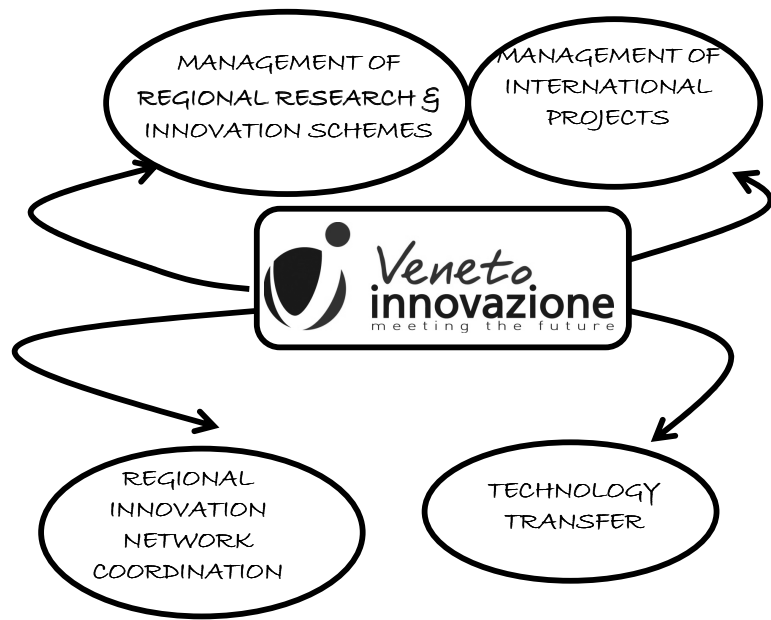 MANAGEMENT OF
REGIONAL RESEARCH &
INNOVATION SCHEMES
MANAGEMENT OF
INTERNATIONAL
PROJECTS
Veneto
innovazione
meeting the future
REGIONAL
INNOVATION
NETWORK
COORDINATION
TECHNOLOGY
TRANSFER